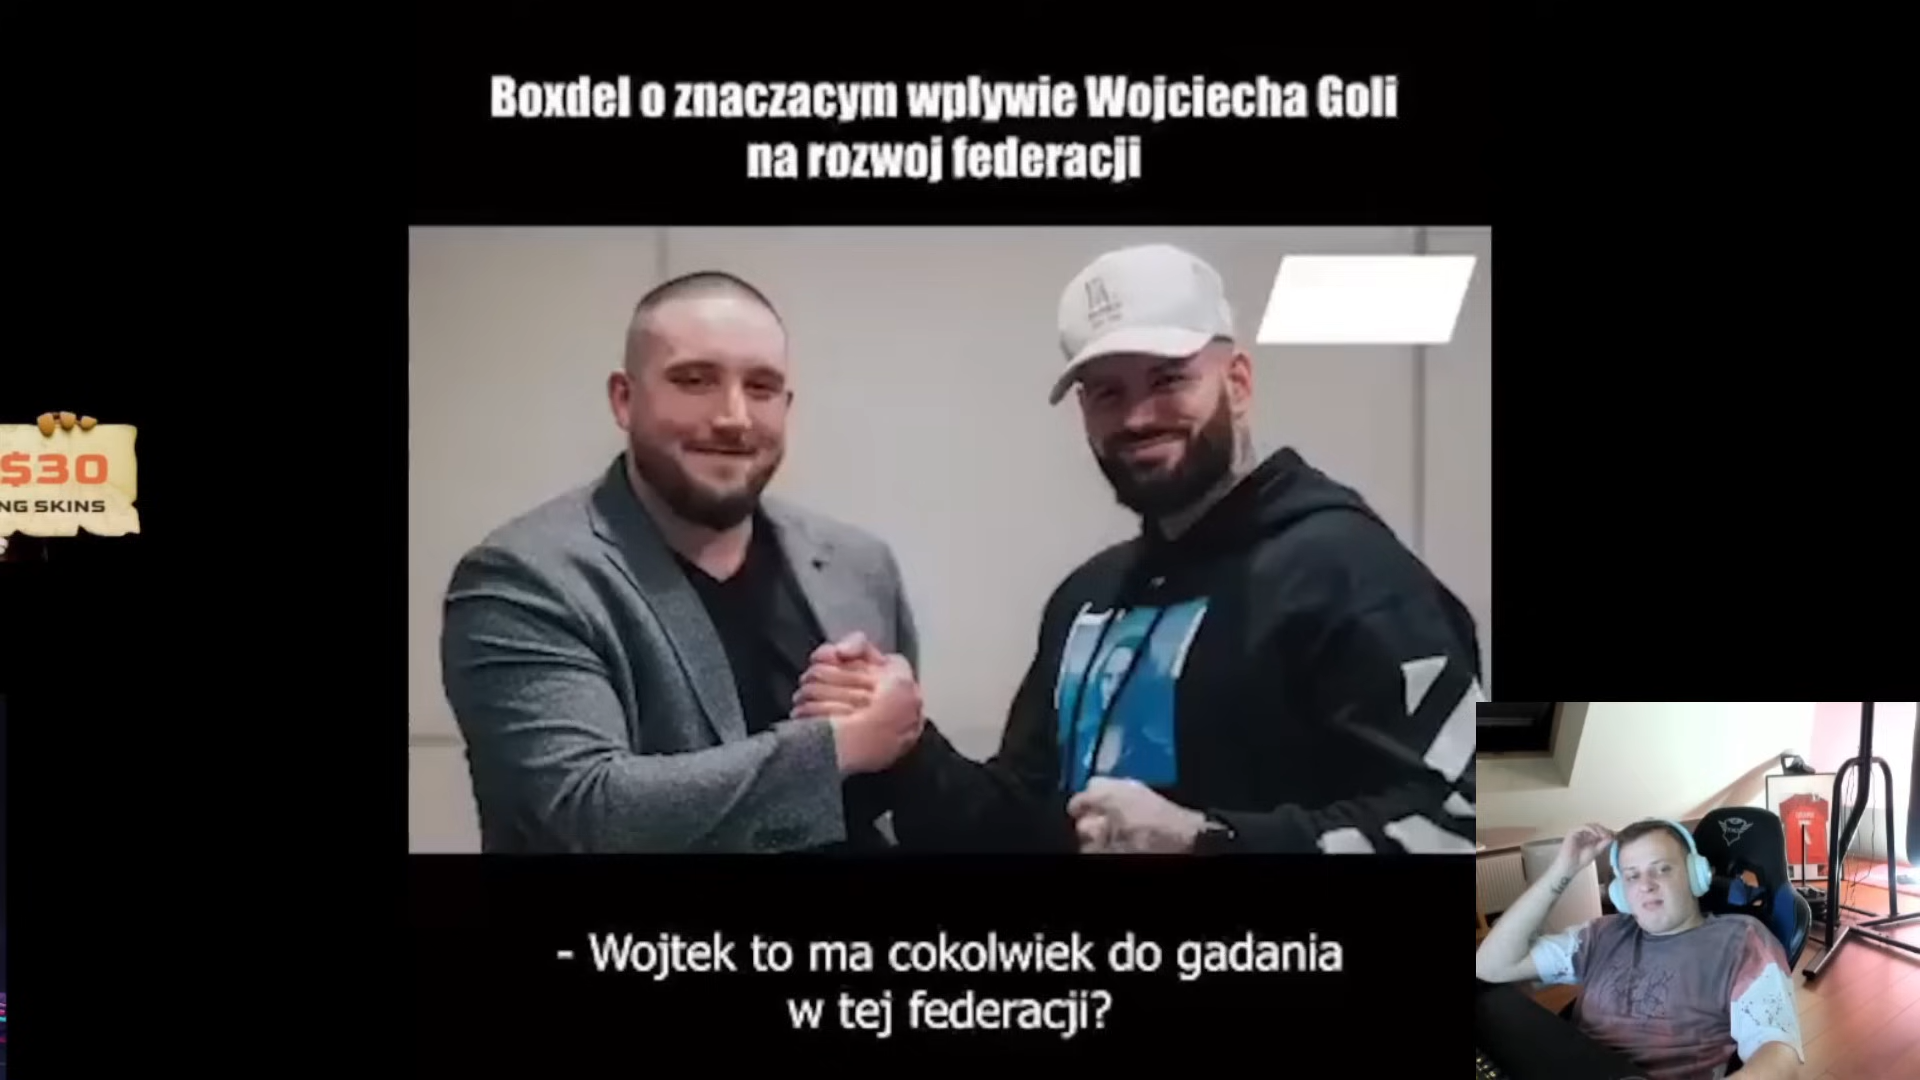 Boxdel o znaczacym wplywie Wojciecha Goli
na rozwoj federacji
$30
NG SKINS
- Wojtek to ma cokolwiek do gadania
w tej federacji?